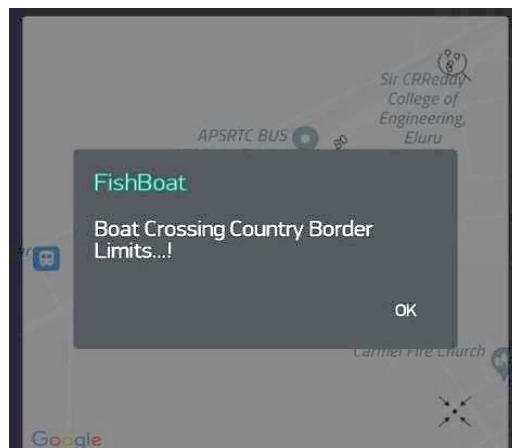 Sir CRReddy
College of
Engineering,
Eluru
APSRTC BUS
80
FishBoat
Boat Crossing Country Border
Limits...!
OK
Carmel Fire Church
Google